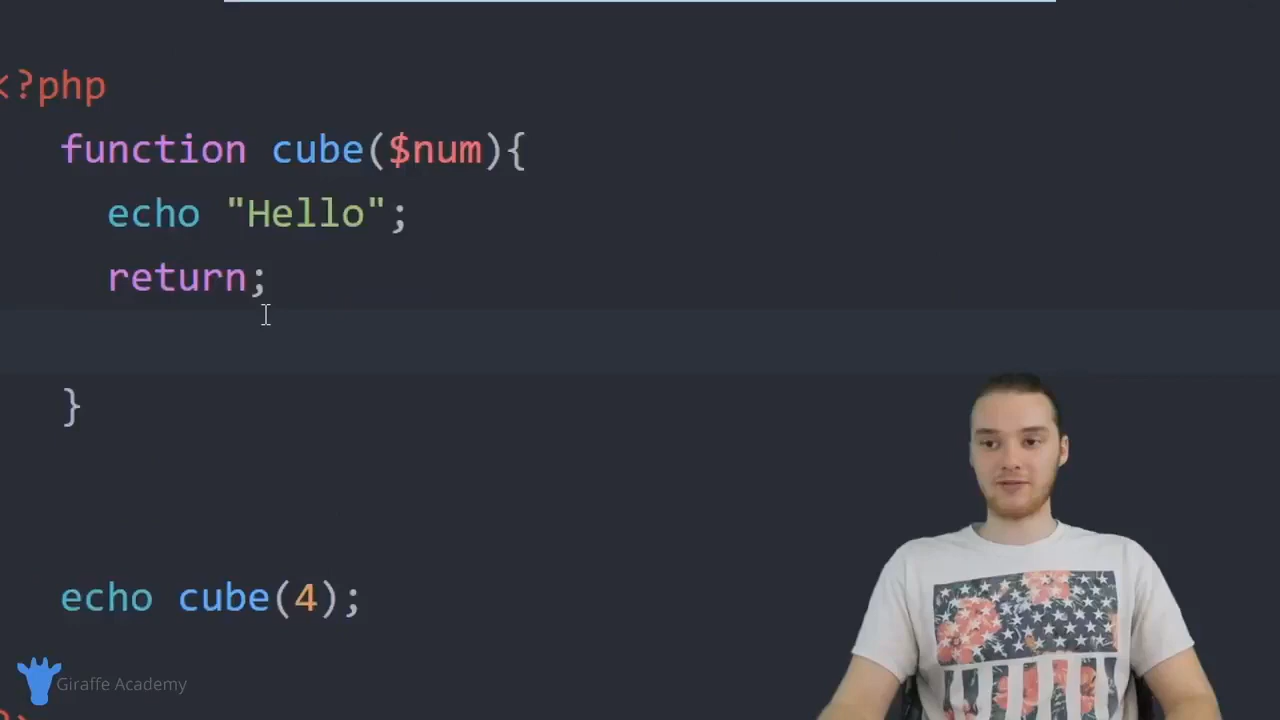 <?php
function cube($num){
echo "Hello";
return;
}
echo cube(4);
Giraffe Academy